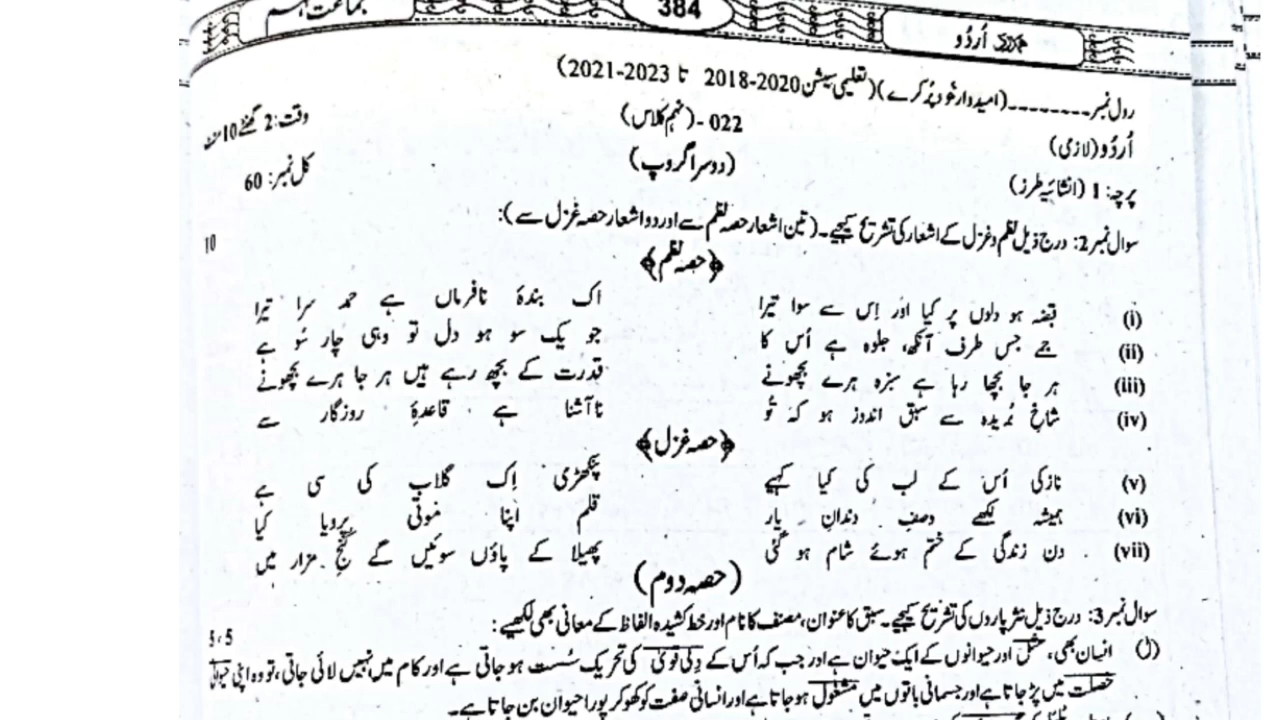 جماعت نہم
384
اُردُو
رول نمبر--------(امیدوار خود پُر کرے)(تعلیمی سیشن 2020-2018 تا 2023-2021)
اُردُو (لازمی) 022-(نہم کلاس) وقت: 2 گھنٹے 10 منٹ
پرچہ: 1 (انشائیہ طرز) (دوسرا گروپ) کل نمبر: 60
سوال نمبر2: درج ذیل نظم و غزل کے اشعار کی تشریح کیجیے۔ (تین اشعار حصہ نظم سے اور دو اشعار حصہ غزل سے): 10
﴿حصہ نظم﴾
(i) قبضہ ہو دلوں پر کیا اور اِس سے سوا تیرا اک بندۂ نافرماں ہے حمد سرا تیرا
(ii) جمے جس طرف آنکھ، جلوہ ہے اُس کا جو یک سو ہو دل تو وہی چار سُو ہے
(iii) ہر جا بچھا رہا ہے سبزہ ہرے بچھونے قدرت کے بچھ رہے ہیں ہر جا ہرے بچھونے
(iv) شاخِ بُریدہ سے سبق اندوز ہو کہ تُو ناآشنا ہے قاعدۂ روزگار سے
﴿حصہ غزل﴾
(v) نازکی اُس کے لب کی کیا کہیے پنکھڑی اِک گلاب کی سی ہے
(vi) ہمیشہ لکھے وصفِ دندانِ یار قلم اپنا موتی پرویا کیا
(vii) دن زندگی کے ختم ہوئے شام ہو گئی پھیلا کے پاؤں سوئیں گے کُنجِ مزار میں
(حصہ دوم)
سوال نمبر3: درج ذیل نثر پاروں کی تشریح کیجیے۔ سبق کا عنوان، مصنف کا نام اور خط کشیدہ الفاظ کے معانی بھی لکھیے: 5،5
(ا) انسان بھی، مثل اور حیوانوں کے ایک حیوان ہے اور جب کہ اُس کے دِلی قویٰ کی تحریک سُست ہو جاتی ہے اور کام میں نہیں لائی جاتی، تو وہ اپنی حیوانی
خصلت میں پڑ جاتا ہے اور جسمانی باتوں میں مشغول ہو جاتا ہے اور انسانی صفت کو کھو کر پورا حیوان بن جاتا ہے۔